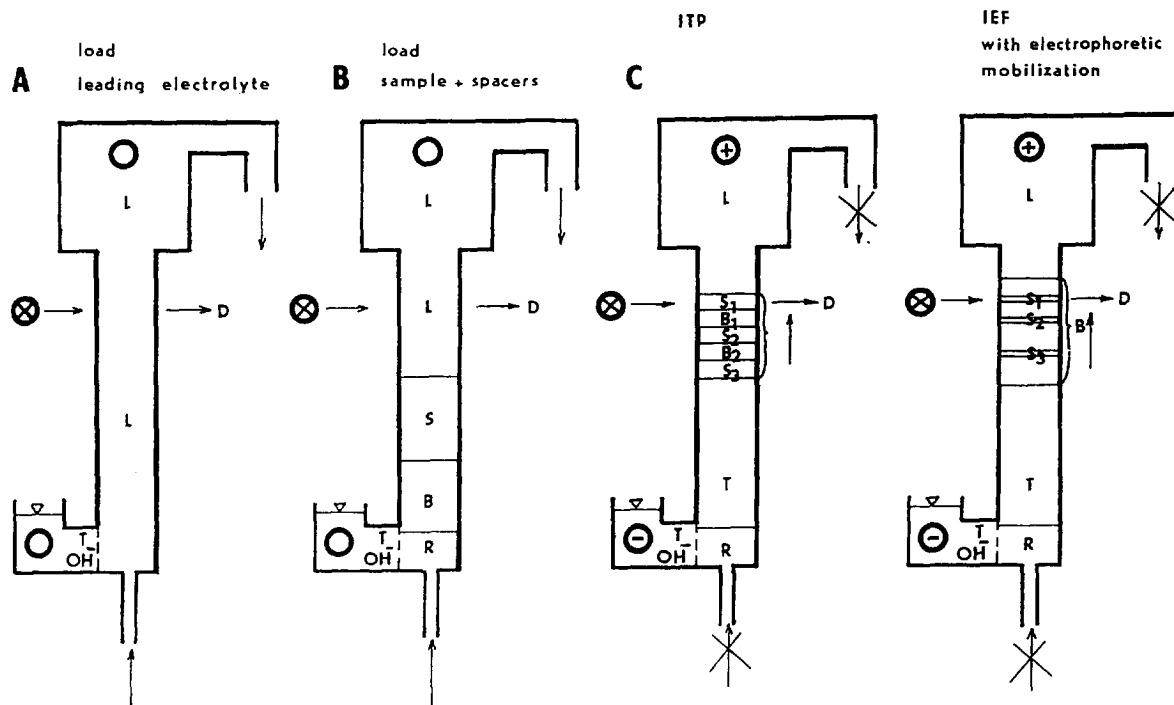 ITP
IEF
with electrophoretic
mobilization
load
leading electrolyte
load
sample + spacers
A
B
C
L
L
L
L
D
L
D
S1
B1
S2
B2
S3
D
S1
S2
S3
B
D
L
S
B
R
T
R
T
R
T
OH-
T
OH-
T
OH-
T
OH-
+
+
-
-